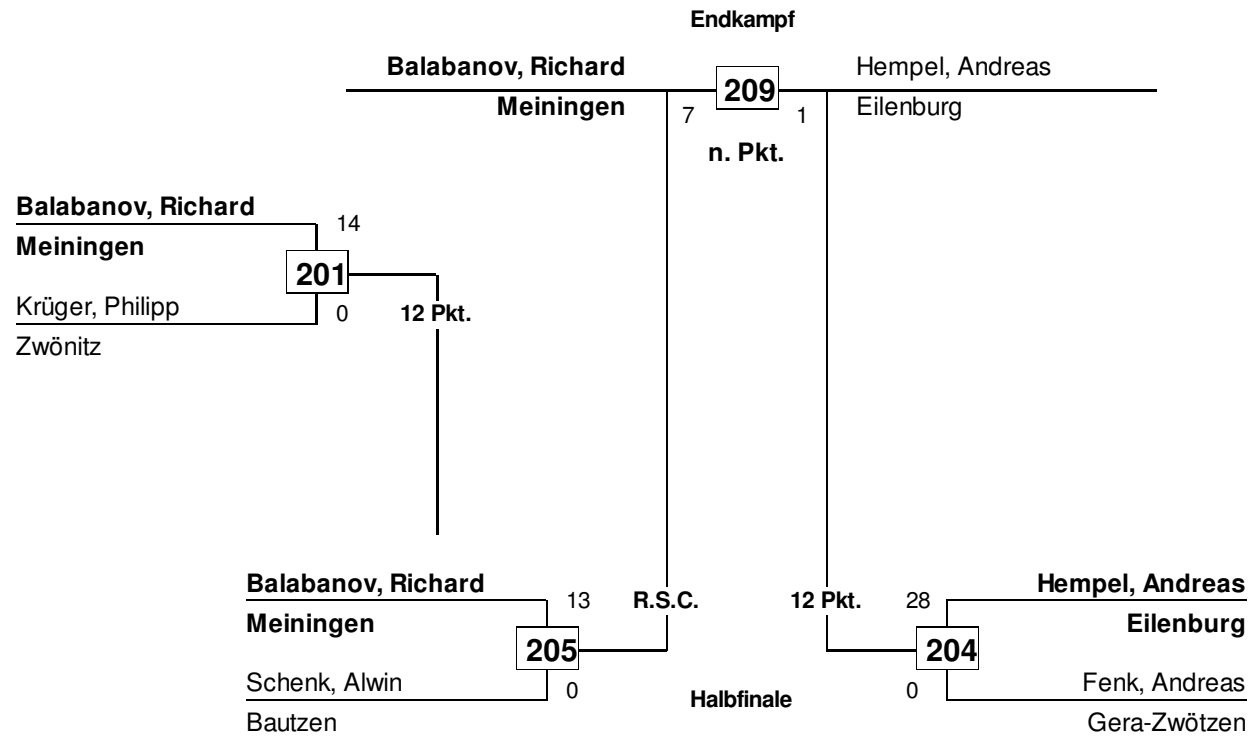 Endkampf
Balabanov, Richard
Meiningen
7
209
1
n. Pkt.
Hempel, Andreas
Eilenburg
Balabanov, Richard
Meiningen
14
201
Krüger, Philipp
Zwönitz
0
12 Pkt.
Balabanov, Richard
Meiningen
13
R.S.C.
205
Schenk, Alwin
Bautzen
0
Halbfinale
12 Pkt.
28
Hempel, Andreas
Eilenburg
204
0
Fenk, Andreas
Gera-Zwötzen